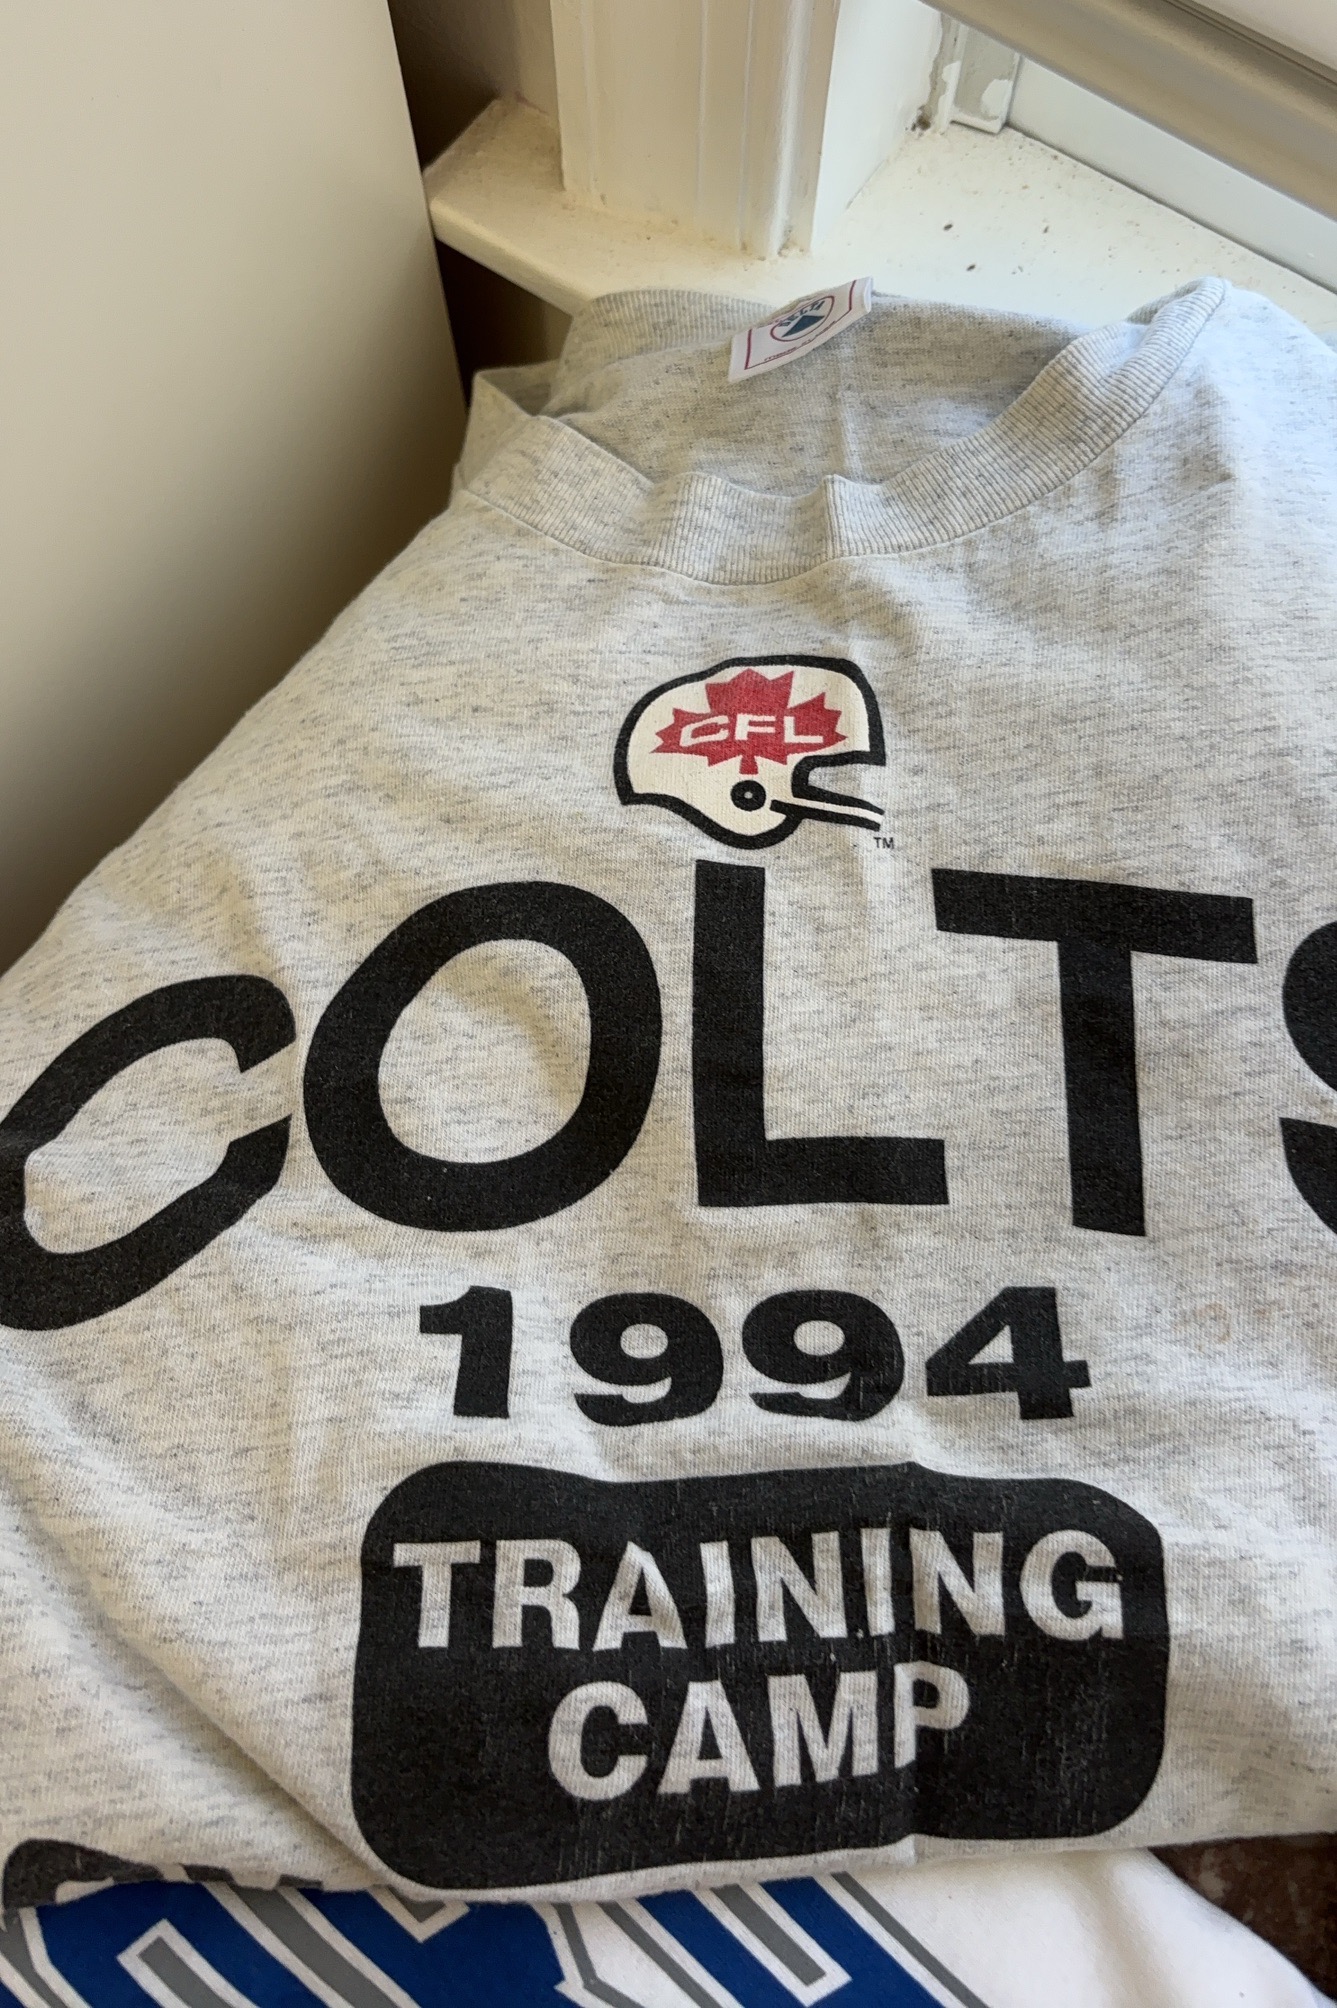 CFL
TM
COLTS
1994
TRAINING
CAMP